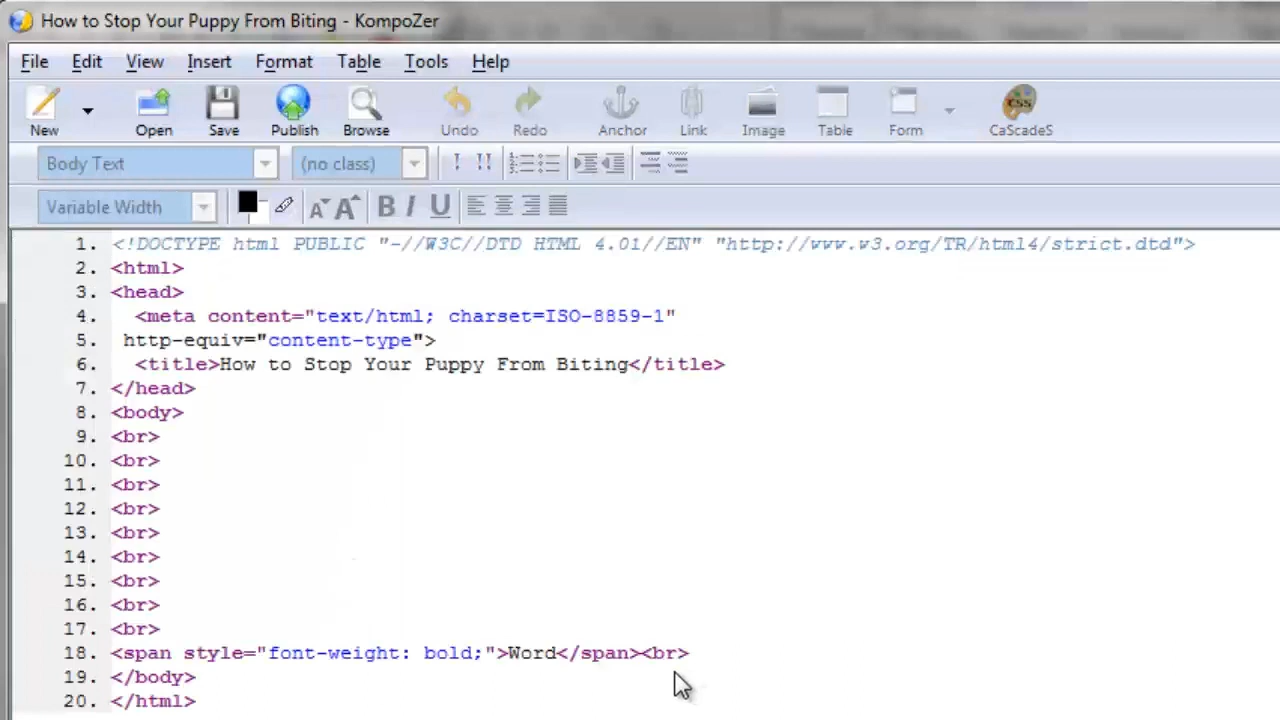 How to Stop Your Puppy From Biting - KompoZer
File Edit View Insert Format Table Tools Help
New Open Save Publish Browse Undo Redo Anchor Link Image Table Form CaScadeS
CSS
Body Text (no class) ! !!
Variable Width A A B I U
1. <!DOCTYPE html PUBLIC "-//W3C//DTD HTML 4.01//EN" "http://www.w3.org/TR/html4/strict.dtd">
2. <html>
3. <head>
4. <meta content="text/html; charset=ISO-8859-1"
5. http-equiv="content-type">
6. <title>How to Stop Your Puppy From Biting</title>
7. </head>
8. <body>
9. <br>
10. <br>
11. <br>
12. <br>
13. <br>
14. <br>
15. <br>
16. <br>
17. <br>
18. <span style="font-weight: bold;">Word</span><br>
19. </body>
20. </html>